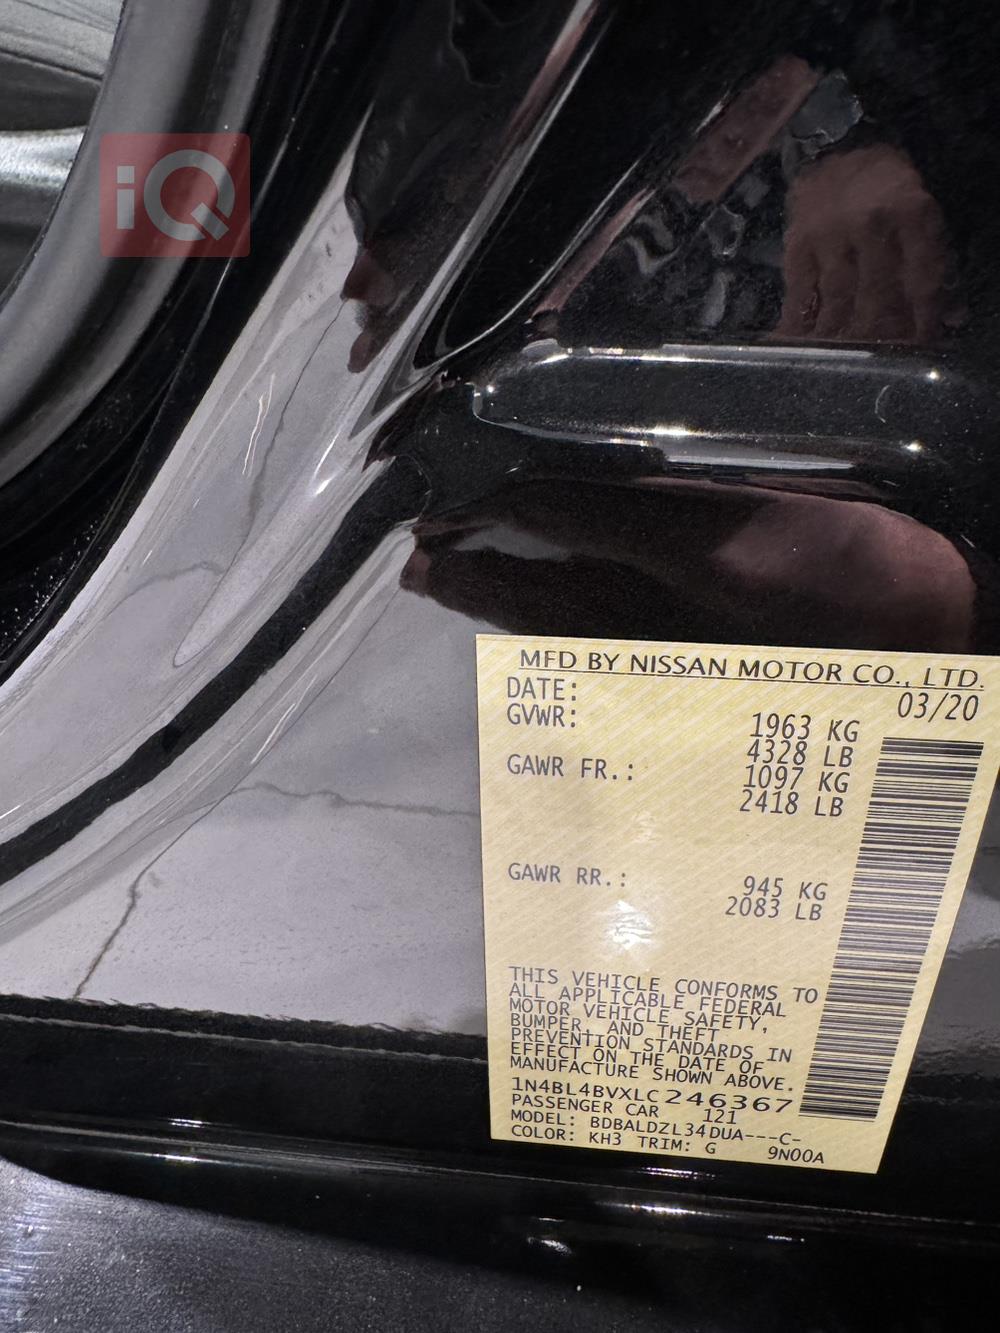 iQ
MFD BY NISSAN MOTOR CO., LTD.
DATE: 03/20
GVWR: 1963 KG
4328 LB
GAWR FR.: 1097 KG
2418 LB
GAWR RR.: 945 KG
2083 LB
THIS VEHICLE CONFORMS TO
ALL APPLICABLE FEDERAL
MOTOR VEHICLE SAFETY,
BUMPER, AND THEFT
PREVENTION STANDARDS IN
EFFECT ON THE DATE OF
MANUFACTURE SHOWN ABOVE.
1N4BL4BVXLC246367
PASSENGER CAR 121
MODEL: BDBALDZL34DUA---C-
COLOR: KH3 TRIM: G 9N00A